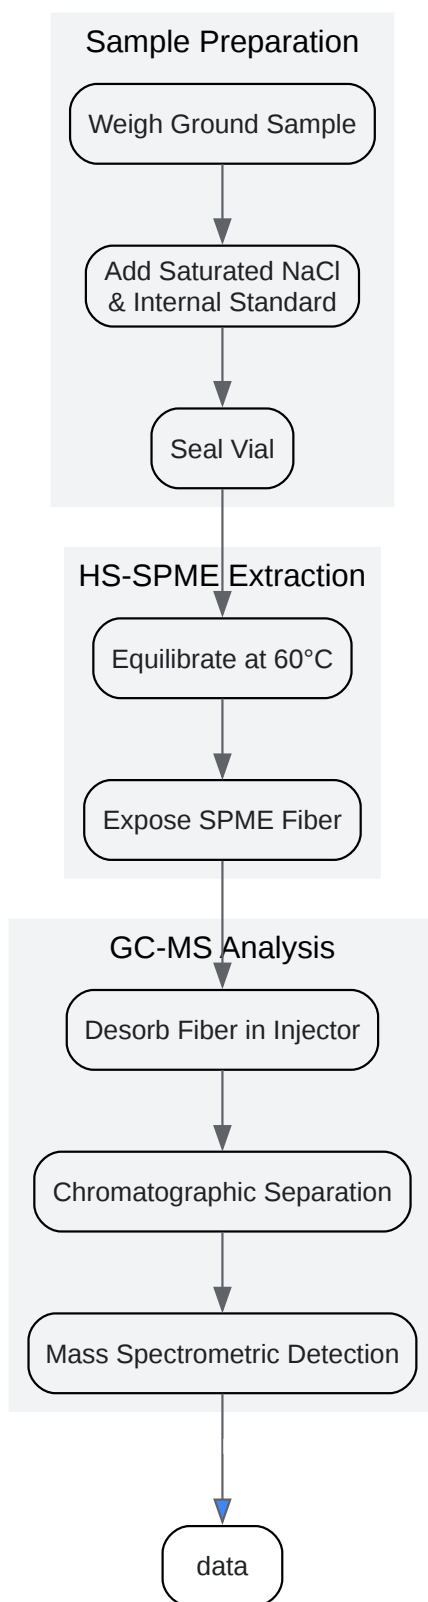 Sample Preparation
Weigh Ground Sample
Add Saturated NaCl
& Internal Standard
Seal Vial
HS-SPME Extraction
Equilibrate at 60°C
Expose SPME Fiber
GC-MS Analysis
Desorb Fiber in Injector
Chromatographic Separation
Mass Spectrometric Detection
data